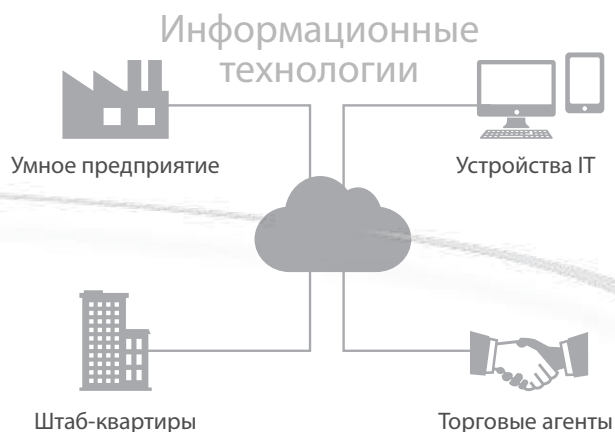 Информационные
технологии
Умное предприятие
Устройства IT
Штаб-квартиры
Торговые агенты